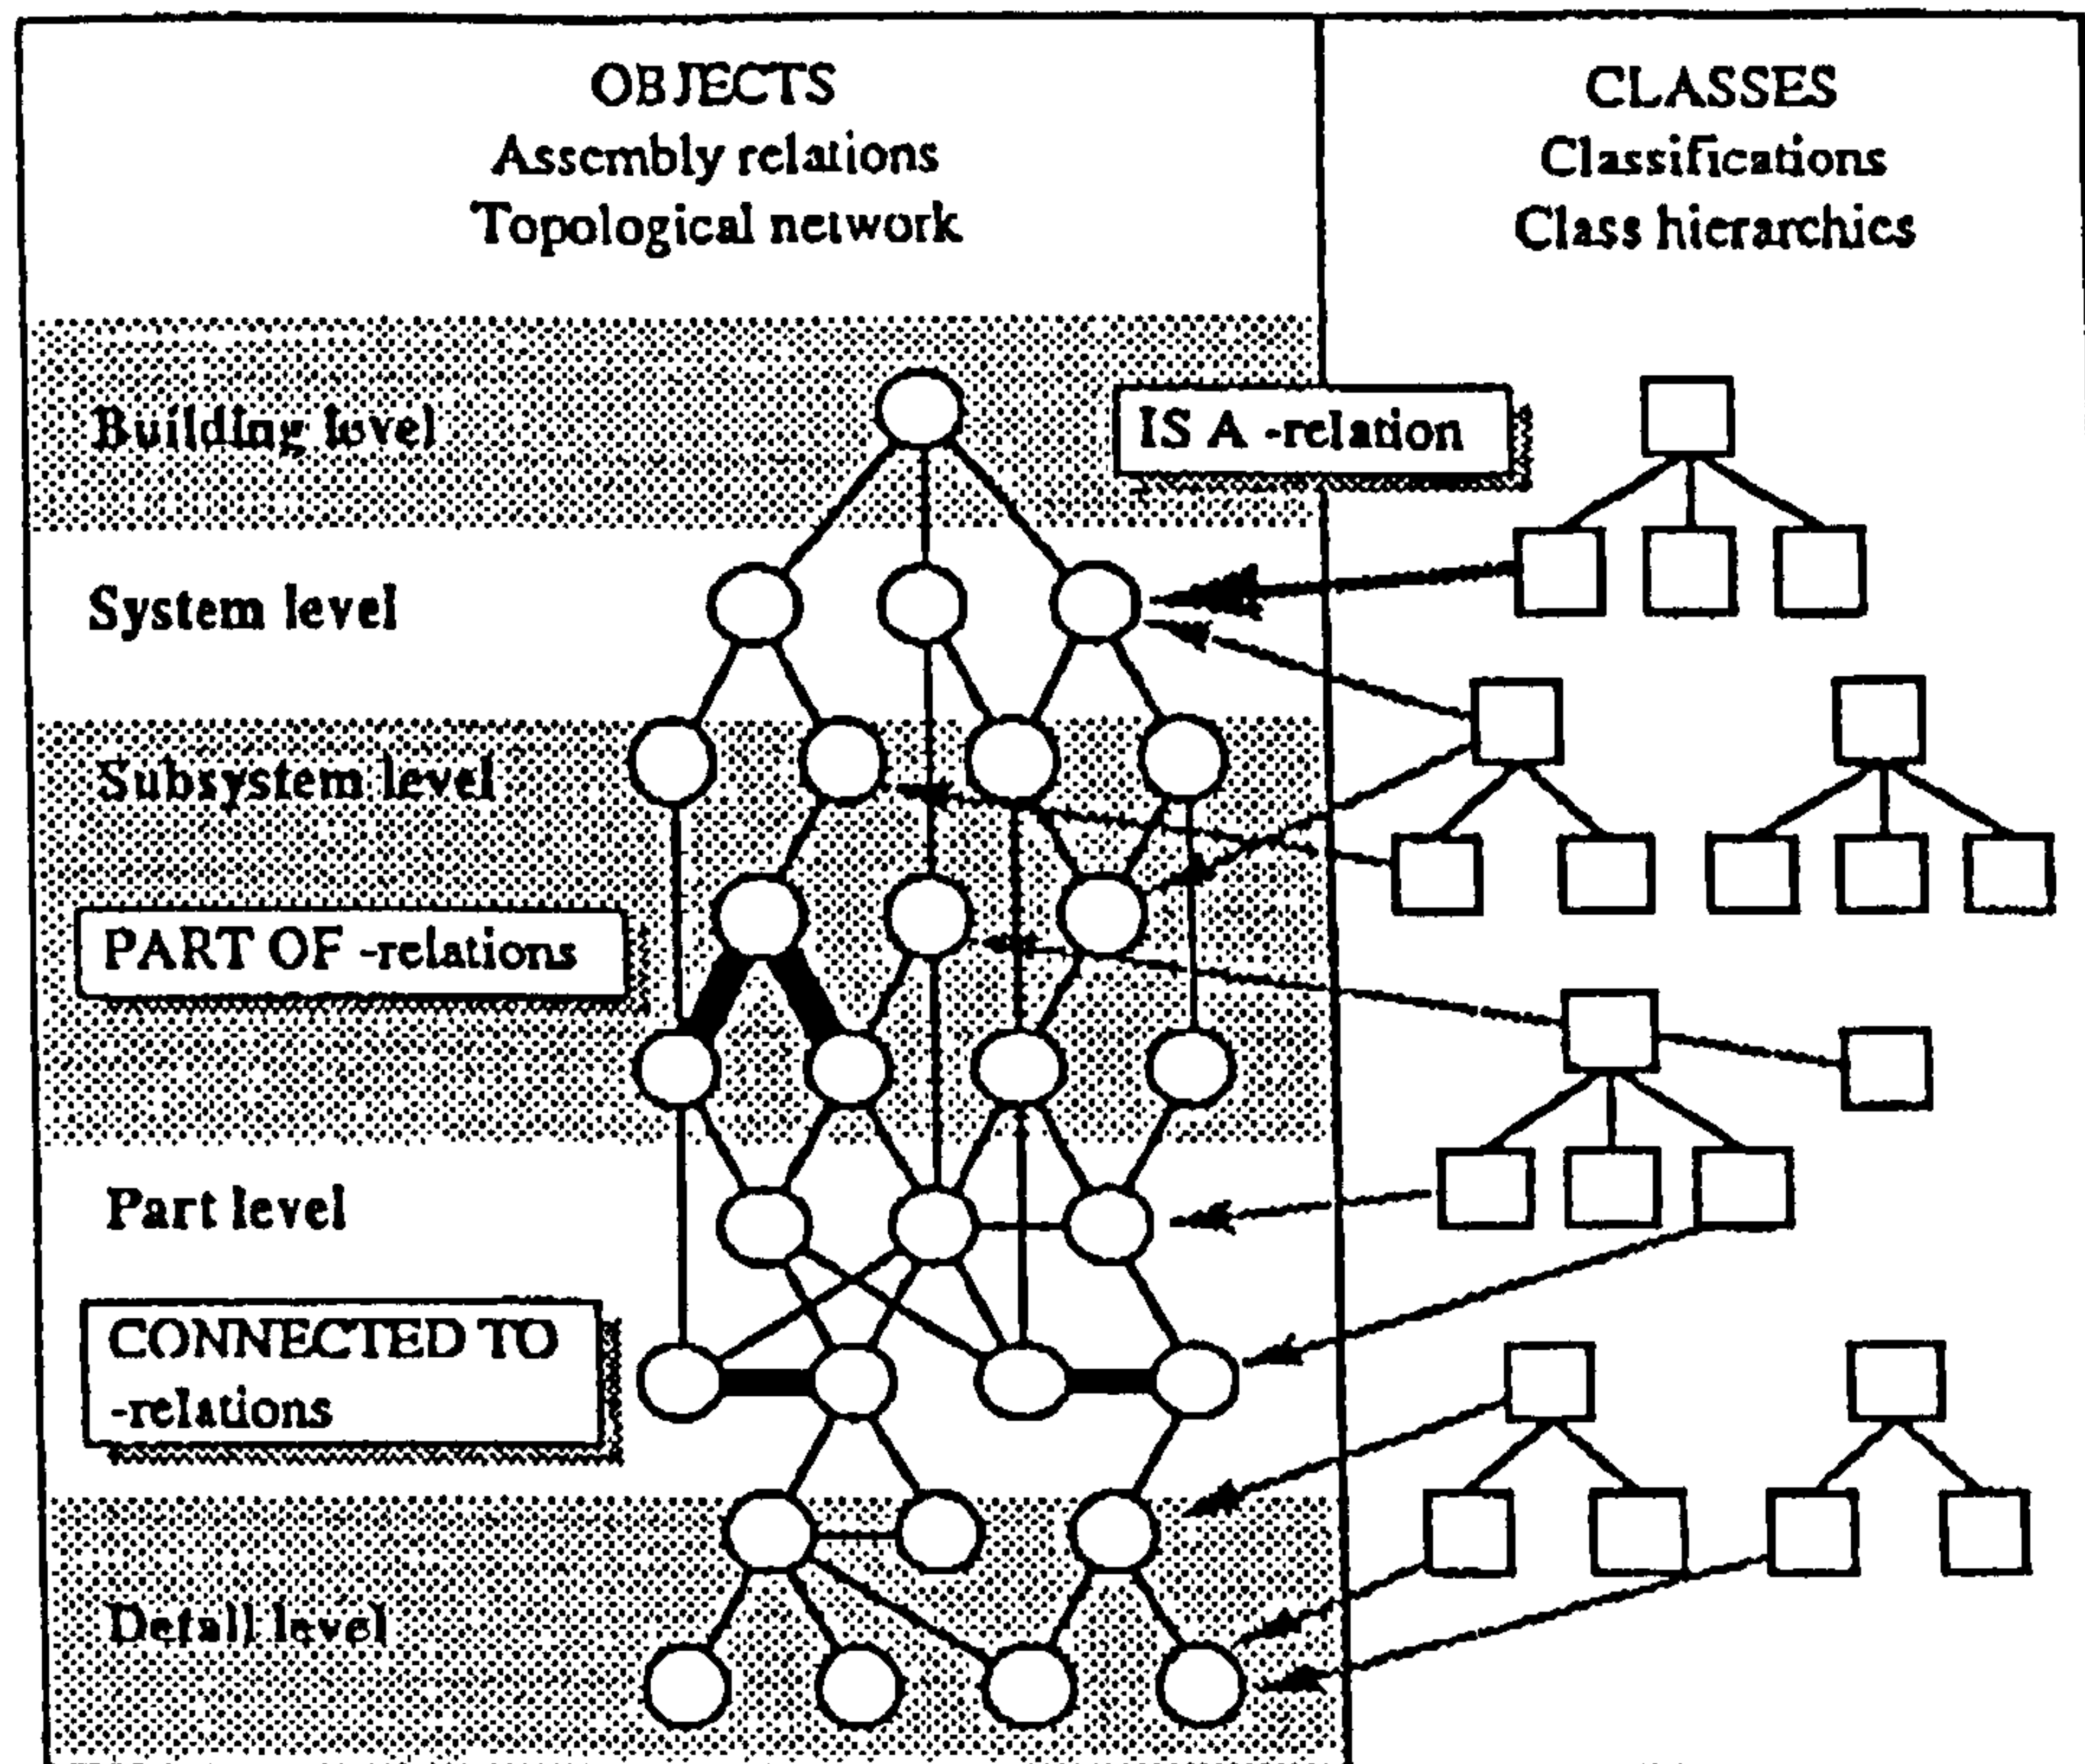 OBJECTS
Assembly relations
Topological network
CLASSES
Classifications
Class hierarchies
Building level
IS A -relation
System level
Subsystem level
PART OF -relations
Part level
CONNECTED TO
-relations
Detail level